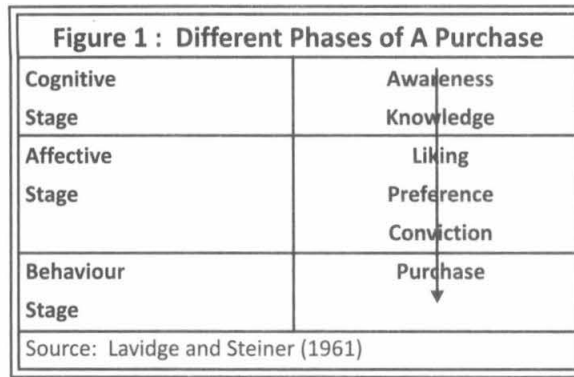 Figure 1 : Different Phases of A Purchase
Cognitive Awareness
Stage Knowledge
Affective Liking
Stage Preference
Conviction
Behaviour Purchase
Stage
Source: Lavidge and Steiner (1961)